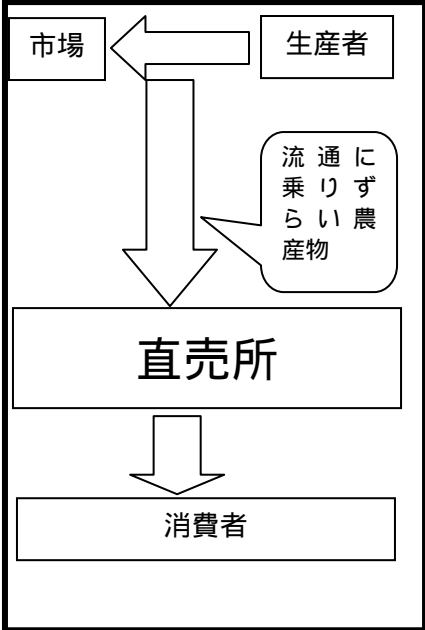 市場
生産者
流通に
乗りず
らい農
産物
直売所
消費者